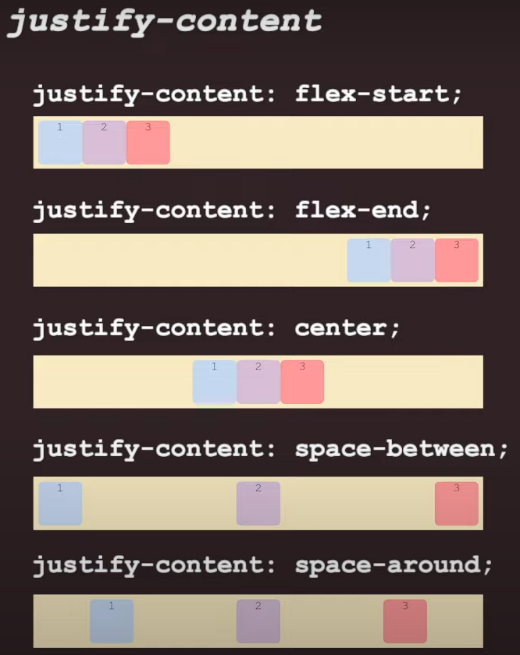 justify-content
justify-content: flex-start;
1 2 3
justify-content: flex-end;
1 2 3
justify-content: center;
1 2 3
justify-content: space-between;
1 2 3
justify-content: space-around;
1 2 3